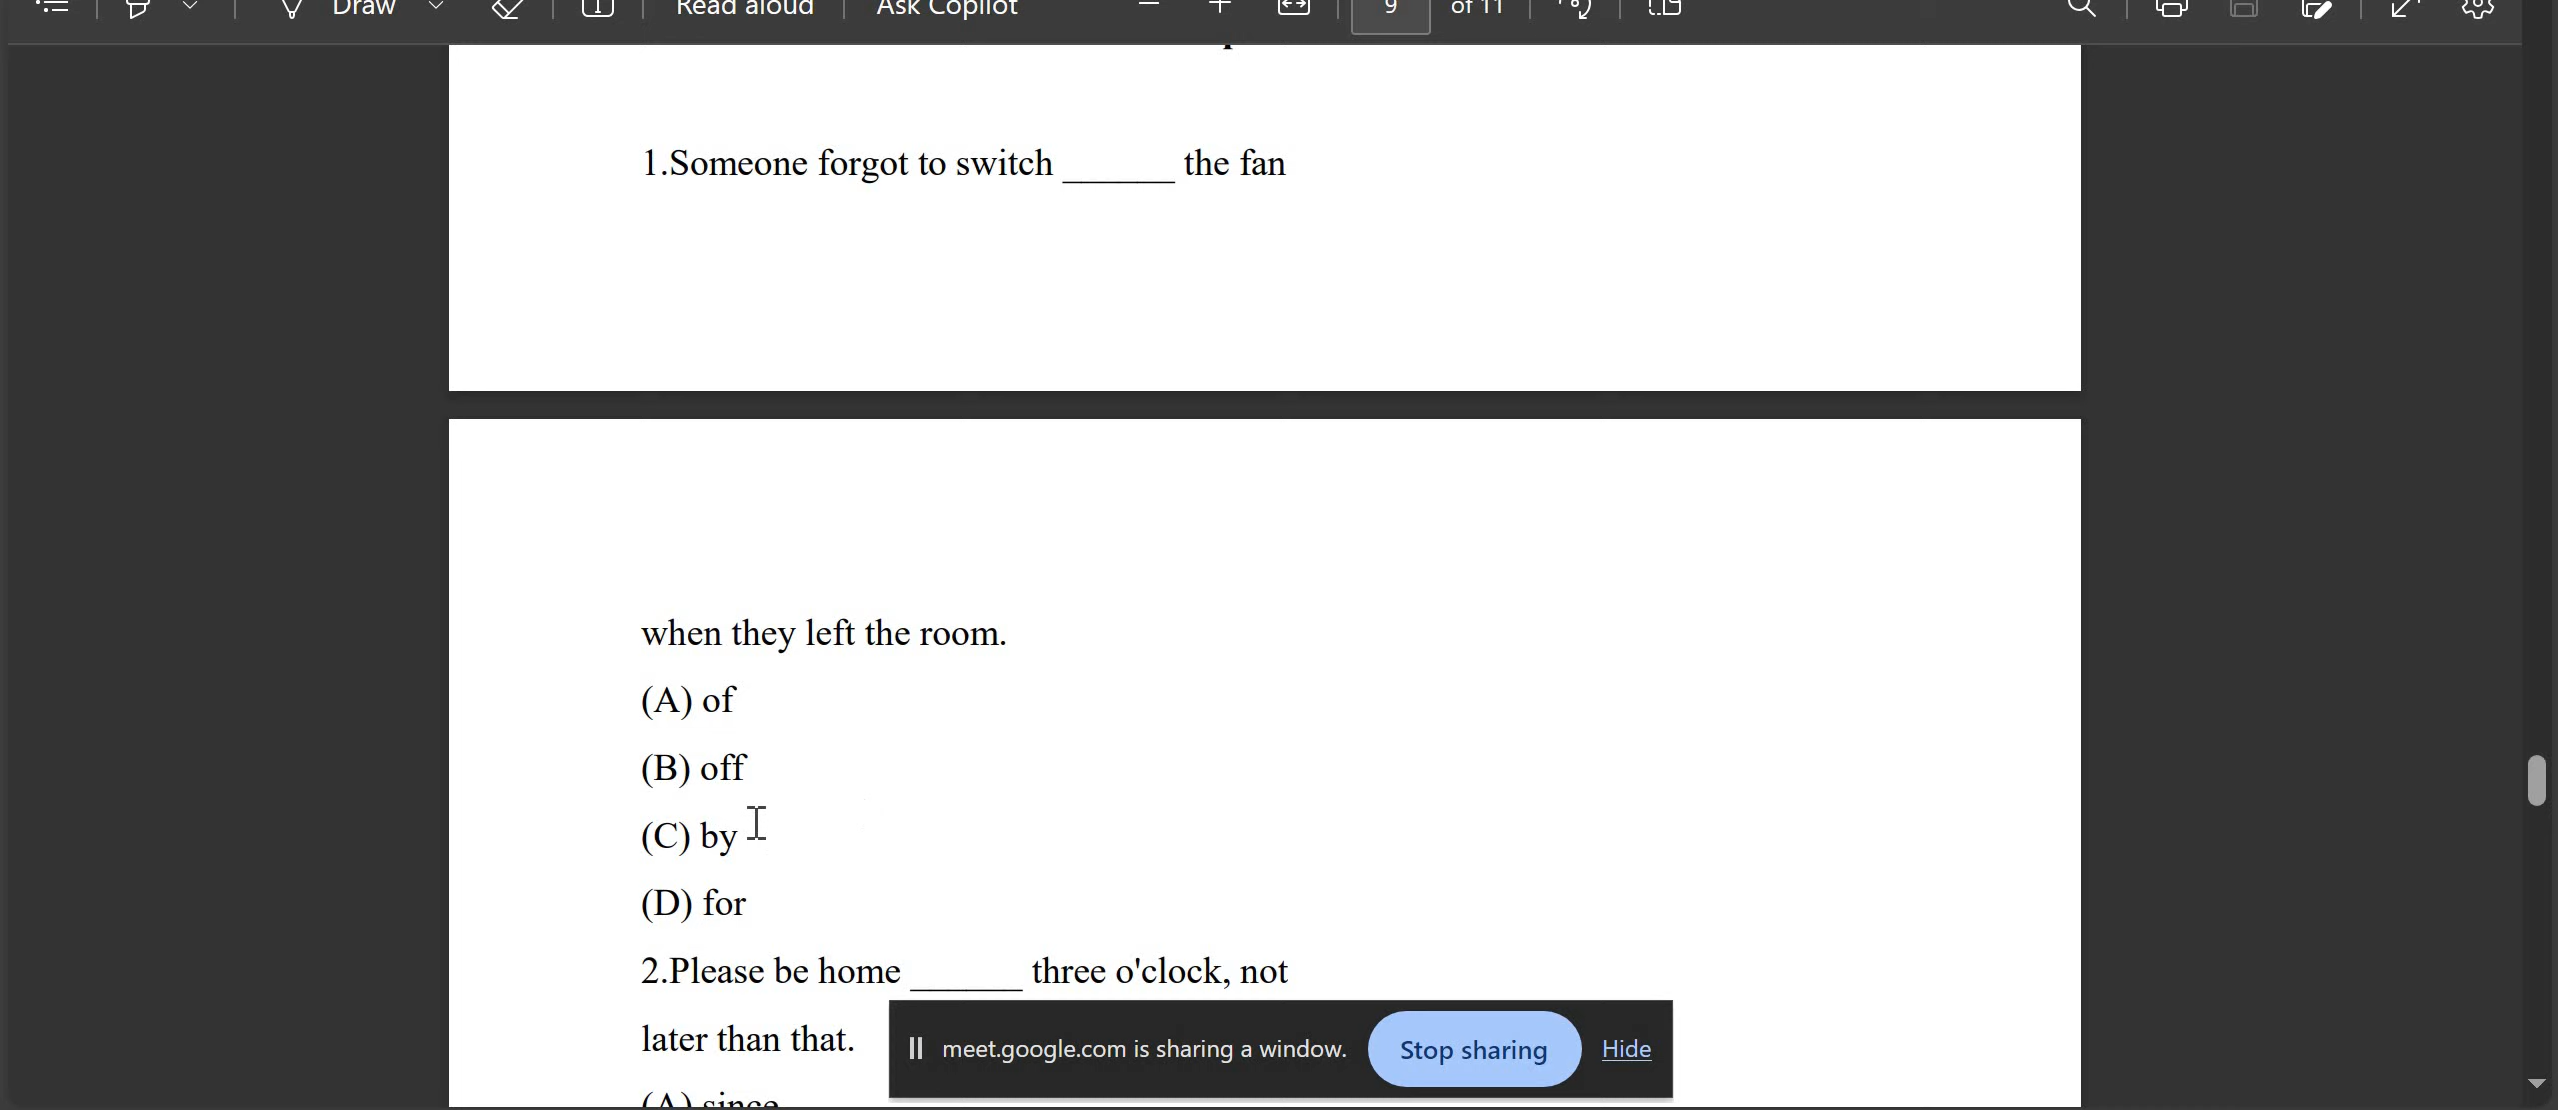 Draw Read aloud Ask Copilot 9 of 11
1.Someone forgot to switch ______ the fan
when they left the room.
(A) of
(B) off
(C) by
(D) for
2.Please be home ______ three o'clock, not
later than that.
meet.google.com is sharing a window. Stop sharing Hide
(A) since